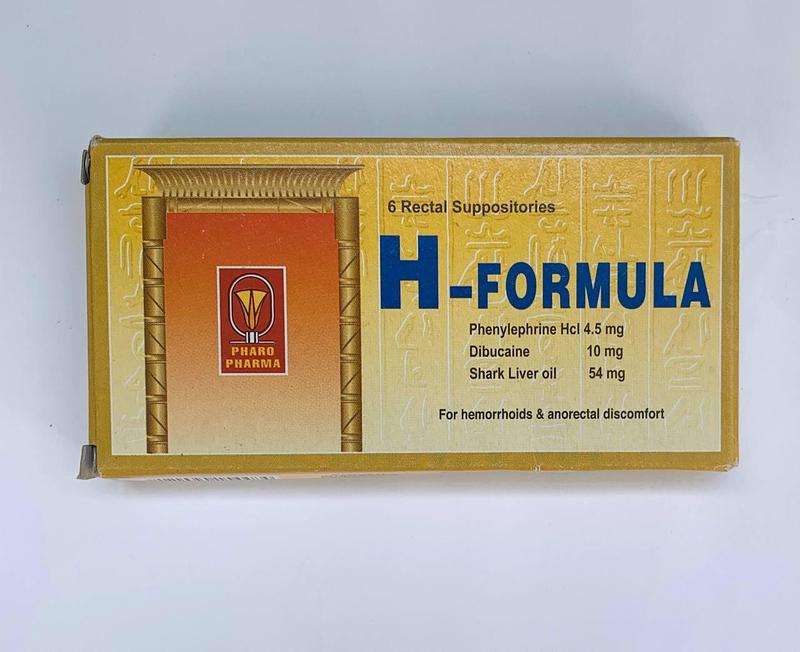 6 Rectal Suppositories
H-FORMULA
Phenylephrine Hcl 4.5 mg
Dibucaine 10 mg
Shark Liver oil 54 mg
For hemorrhoids & anorectal discomfort
PHARO
PHARMA